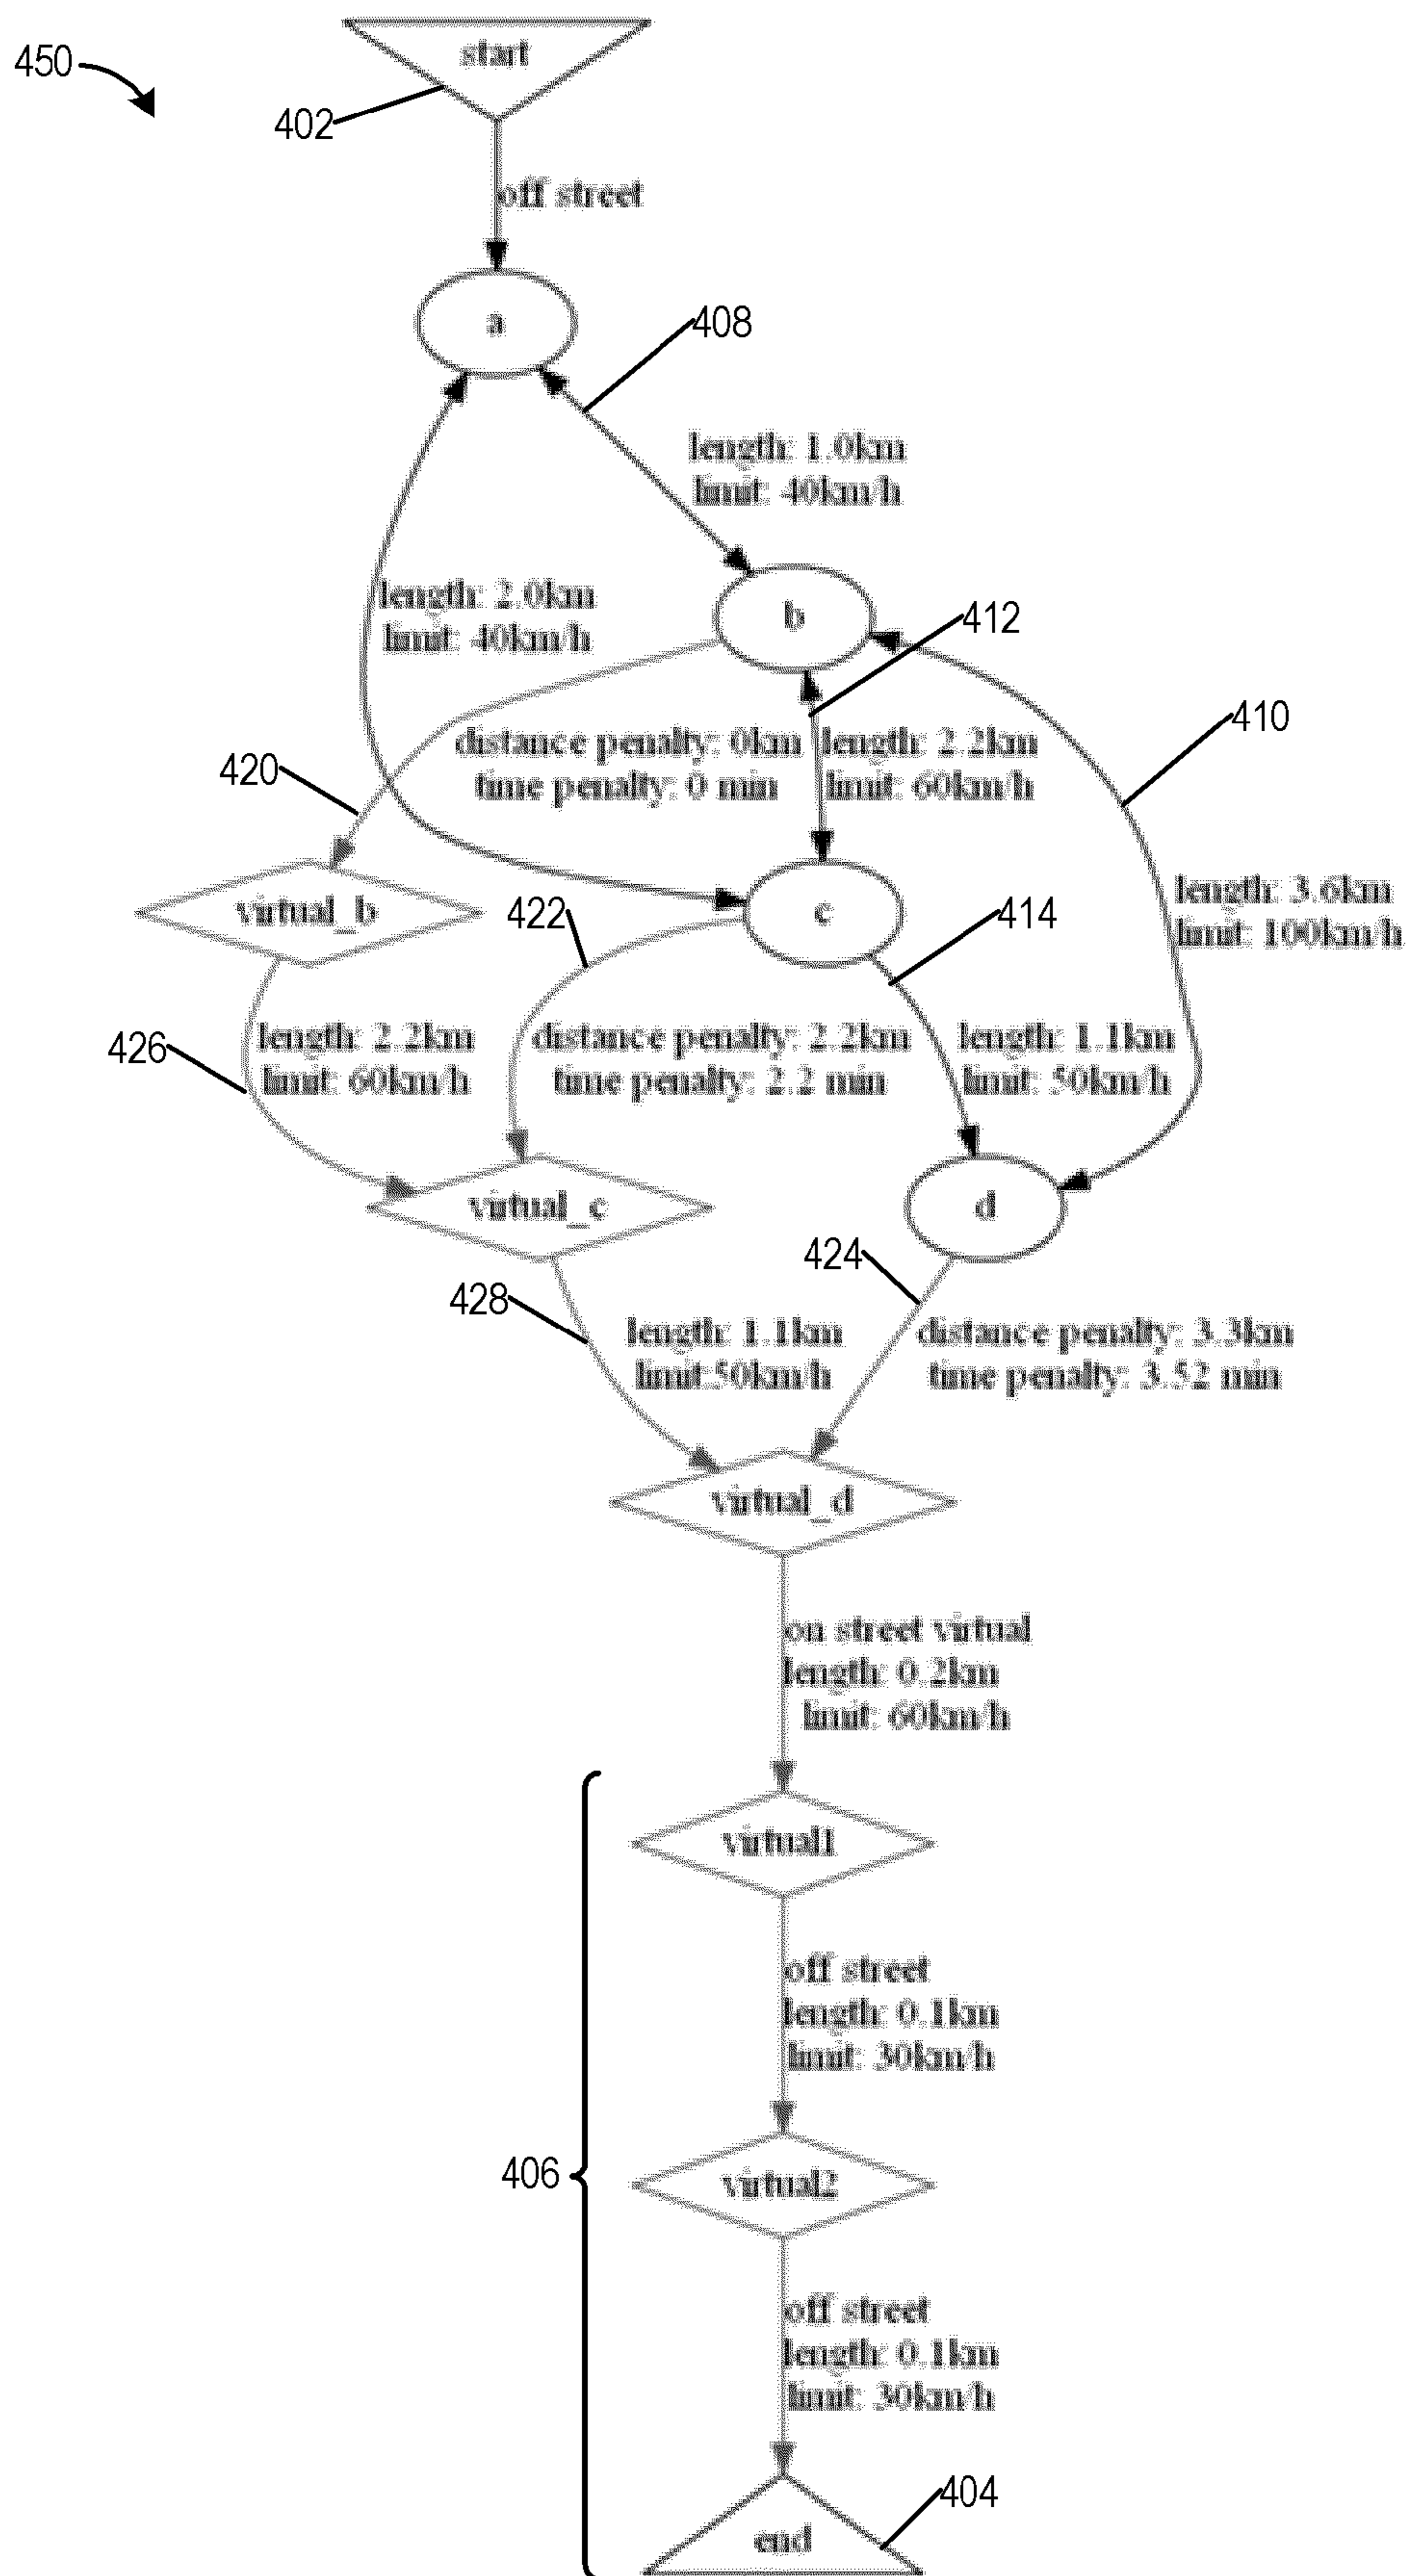 450
start
402
off street
a
408
length: 1.0km
limit: 40km/h
length: 2.0km
limit: 40km/h
b
412
410
420
distance penalty: 0km
time penalty: 0 min
length: 2.2km
limit: 60km/h
virtual_b
422
c
414
length: 3.6km
limit: 100km/h
426
length: 2.2km
limit: 60km/h
distance penalty: 2.2km
time penalty: 2.2 min
length: 1.1km
limit: 50km/h
virtual_c
d
424
428
length: 1.1km
limit:50km/h
distance penalty: 3.3km
time penalty: 3.52 min
virtual_d
on street virtual
length: 0.2km
limit: 60km/h
virtual1
off street
length: 0.1km
limit: 30km/h
406
virtual2
off street
length: 0.1km
limit: 30km/h
404
end